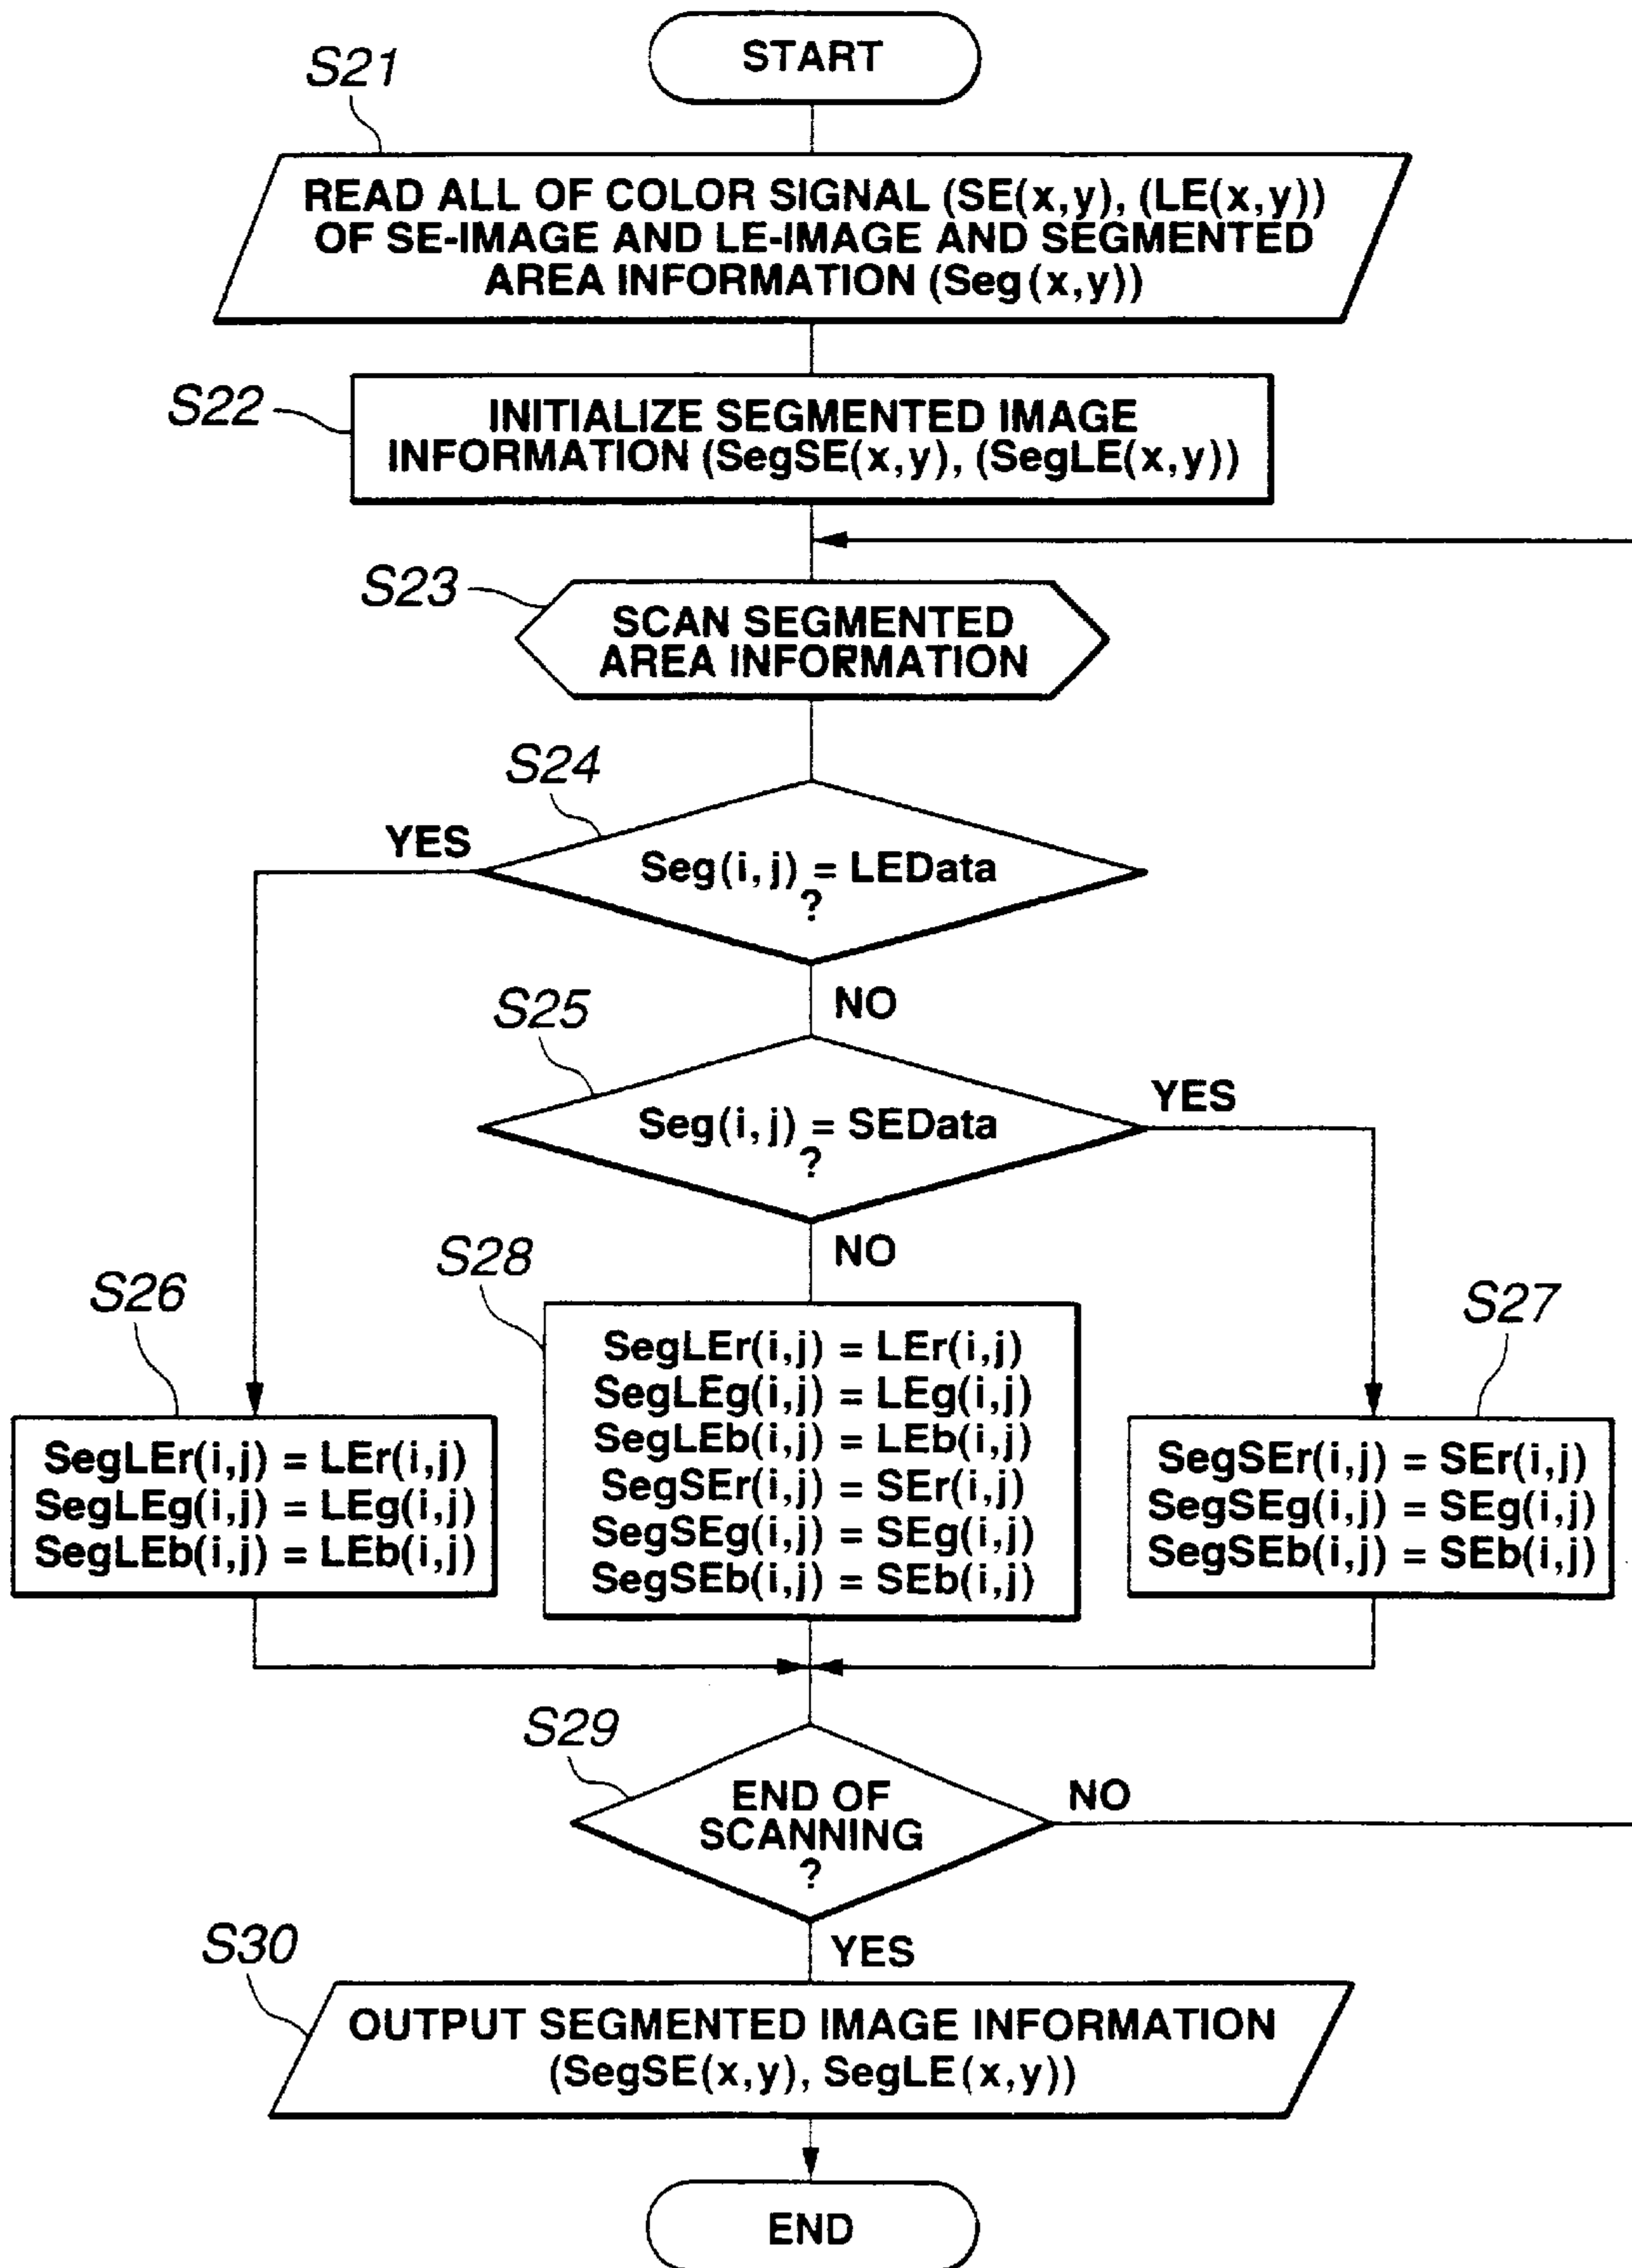 START
S21
READ ALL OF COLOR SIGNAL (SE(x,y), (LE(x,y))
OF SE-IMAGE AND LE-IMAGE AND SEGMENTED
AREA INFORMATION (Seg(x,y))
S22
INITIALIZE SEGMENTED IMAGE
INFORMATION (SegSE(x,y), (SegLE(x,y))
S23
SCAN SEGMENTED
AREA INFORMATION
S24
YES
Seg(i,j) = LEData
?
NO
S25
YES
Seg(i,j) = SEData
?
NO
S28
S26
S27
SegLEr(i,j) = LEr(i,j)
SegLEg(i,j) = LEg(i,j)
SegLEb(i,j) = LEb(i,j)
SegLEr(i,j) = LEr(i,j)
SegLEg(i,j) = LEg(i,j)
SegLEb(i,j) = LEb(i,j)
SegSEr(i,j) = SEr(i,j)
SegSEg(i,j) = SEg(i,j)
SegSEb(i,j) = SEb(i,j)
SegSEr(i,j) = SEr(i,j)
SegSEg(i,j) = SEg(i,j)
SegSEb(i,j) = SEb(i,j)
S29
END OF
SCANNING
?
NO
YES
S30
OUTPUT SEGMENTED IMAGE INFORMATION
(SegSE(x,y), SegLE(x,y))
END